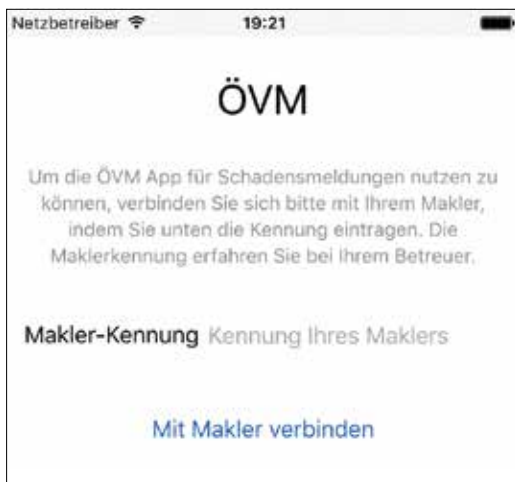 Netzbetreiber 19:21
ÖVM
Um die ÖVM App für Schadensmeldungen nutzen zu
können, verbinden Sie sich bitte mit Ihrem Makler,
indem Sie unten die Kennung eintragen. Die
Maklerkennung erfahren Sie bei Ihrem Betreuer.
Makler-Kennung Kennung Ihres Maklers
Mit Makler verbinden